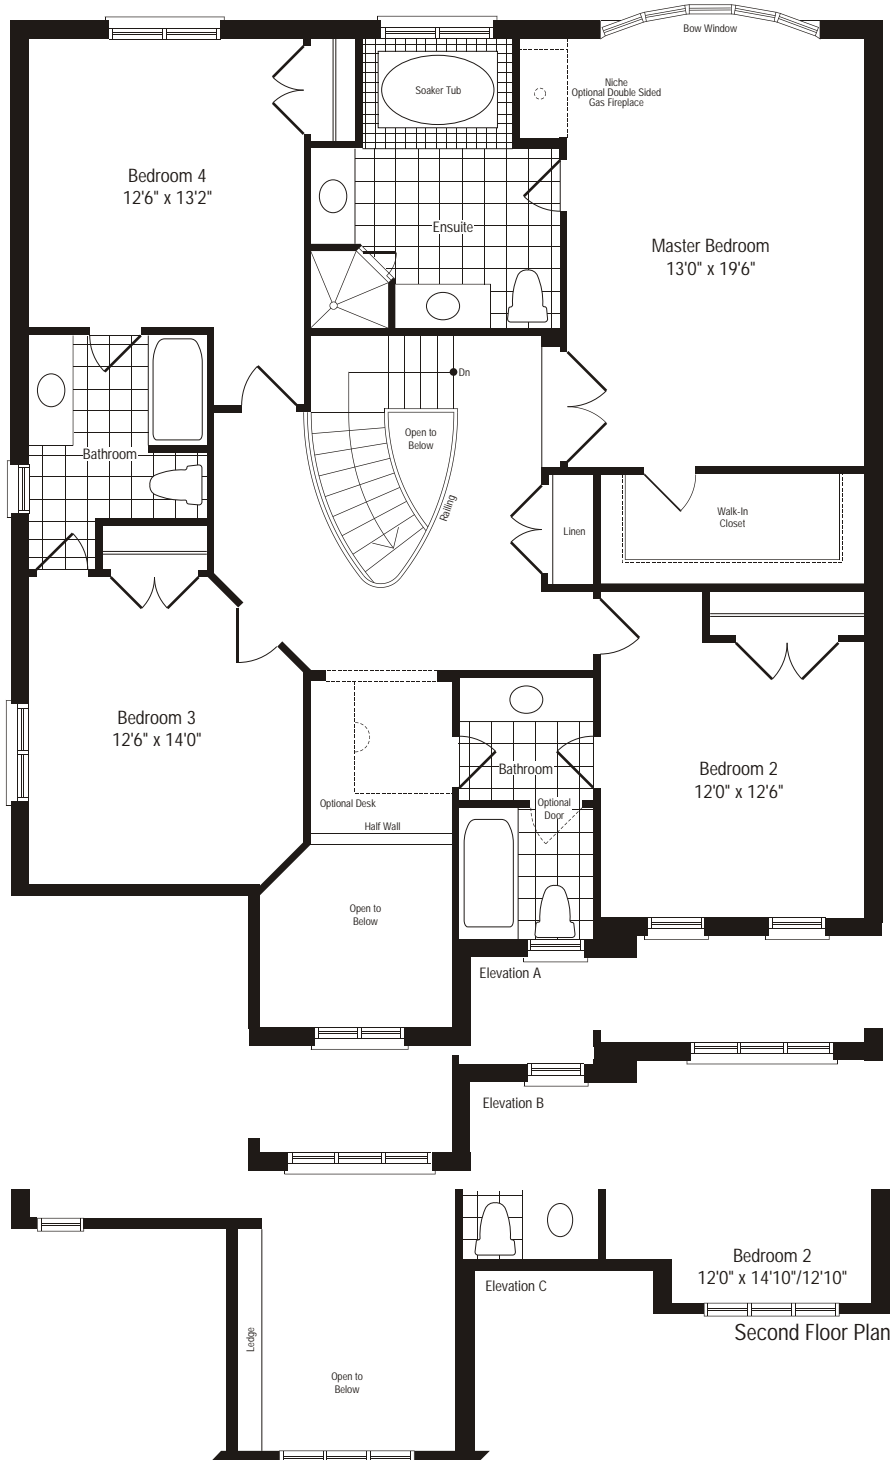 Bow Window
Soaker Tub
Niche
Optional Double Sided
Gas Fireplace
Bedroom 4
12'6" x 13'2"
Ensuite
Master Bedroom
13'0" x 19'6"
Dn
Open to
Below
Bathroom
Railing
Linen
Walk-In
Closet
Bedroom 3
12'6" x 14'0"
Bathroom
Bedroom 2
12'0" x 12'6"
Optional Desk
Optional
Door
Half Wall
Open to
Below
Elevation A
Elevation B
Bedroom 2
12'0" x 14'10"/12'10"
Elevation C
Second Floor Plan
Ledge
Open to
Below